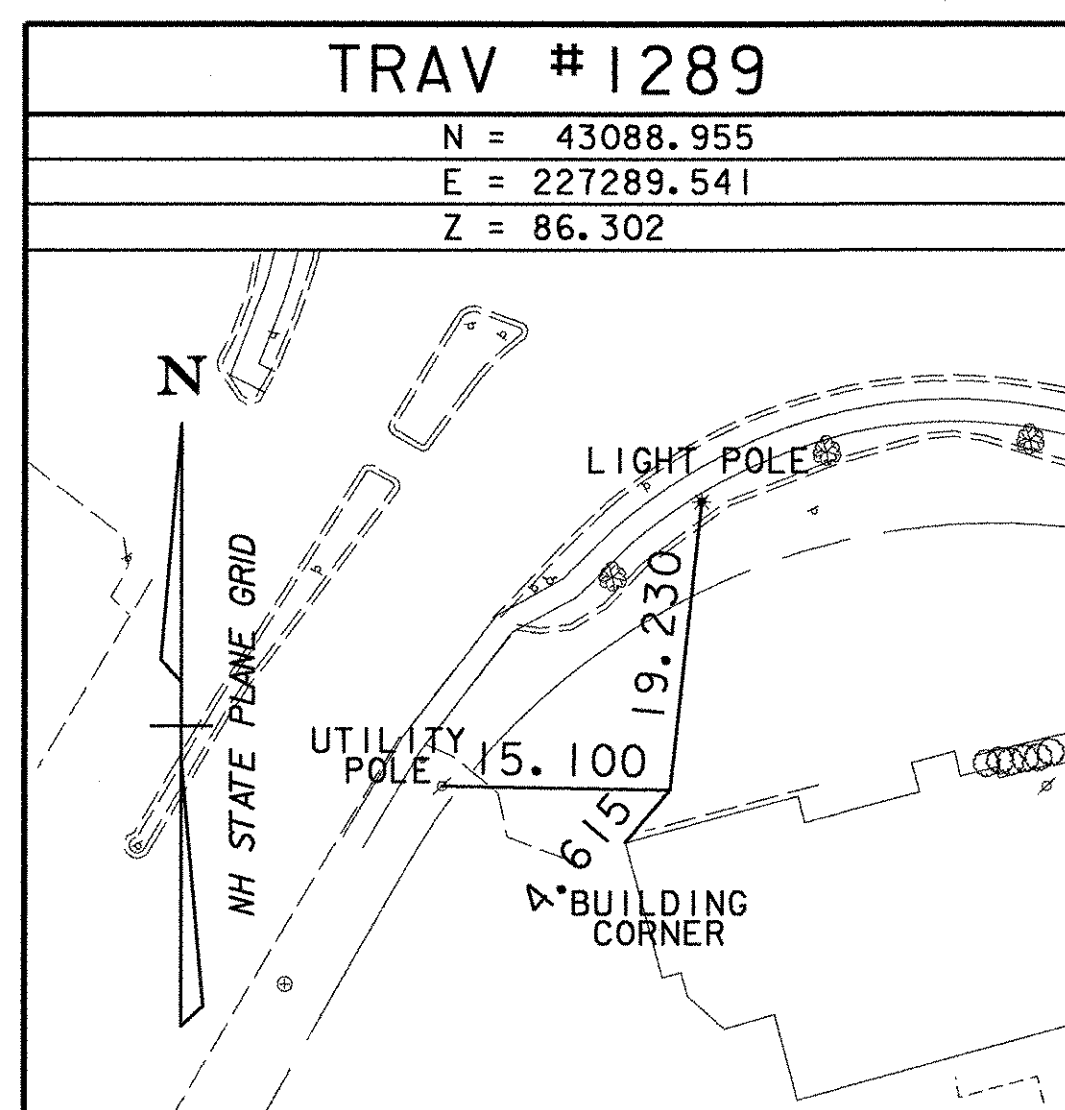 TRAV #1289
N = 43088.955
E = 227289.541
Z = 86.302
N
LIGHT POLE
NH STATE PLANE GRID
19.230
UTILITY
POLE
15.100
4.615
BUILDING
CORNER